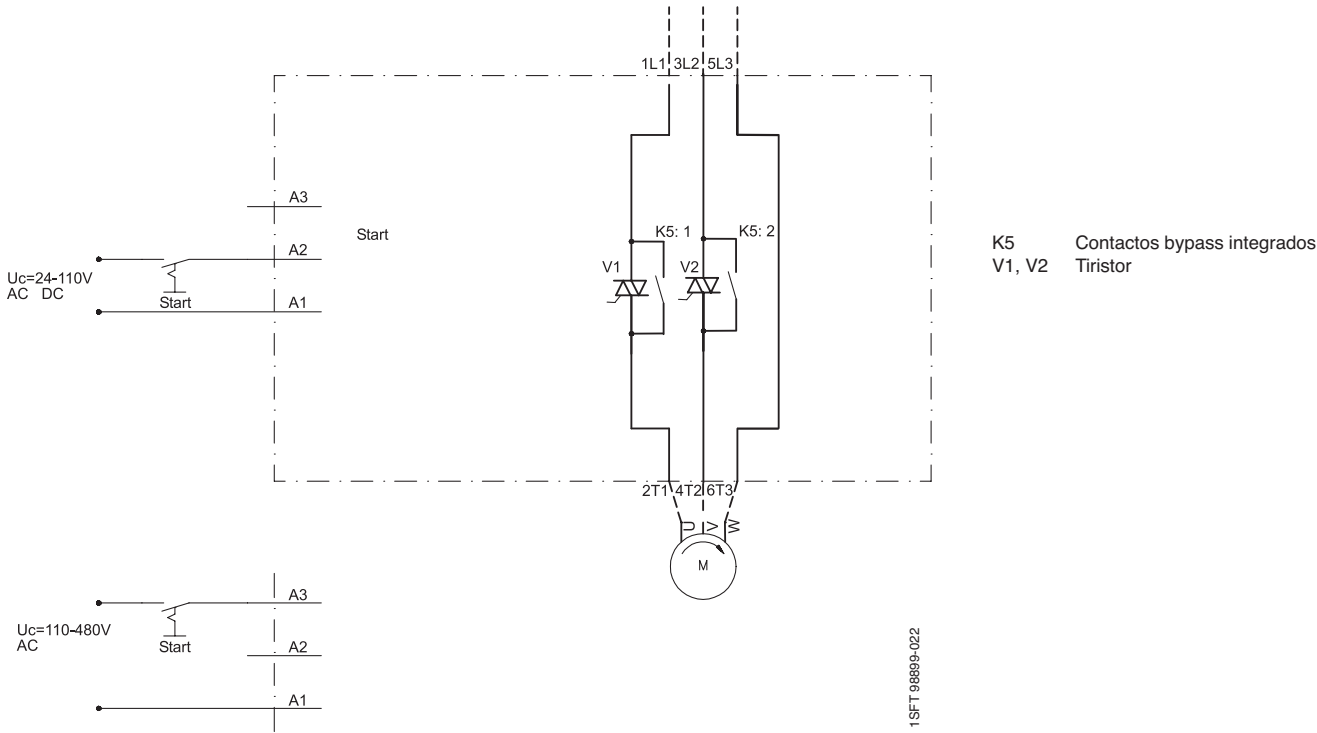 1L1 3L2 5L3
A3
Start
A2
Uc=24-110V
AC DC
Start
A1
K5: 1
K5: 2
V1
V2
K5 Contactos bypass integrados
V1, V2 Tiristor
2T1 4T2 6T3
U V W
M
A3
Uc=110-480V
AC
Start
A2
A1
1SFT 98899-022